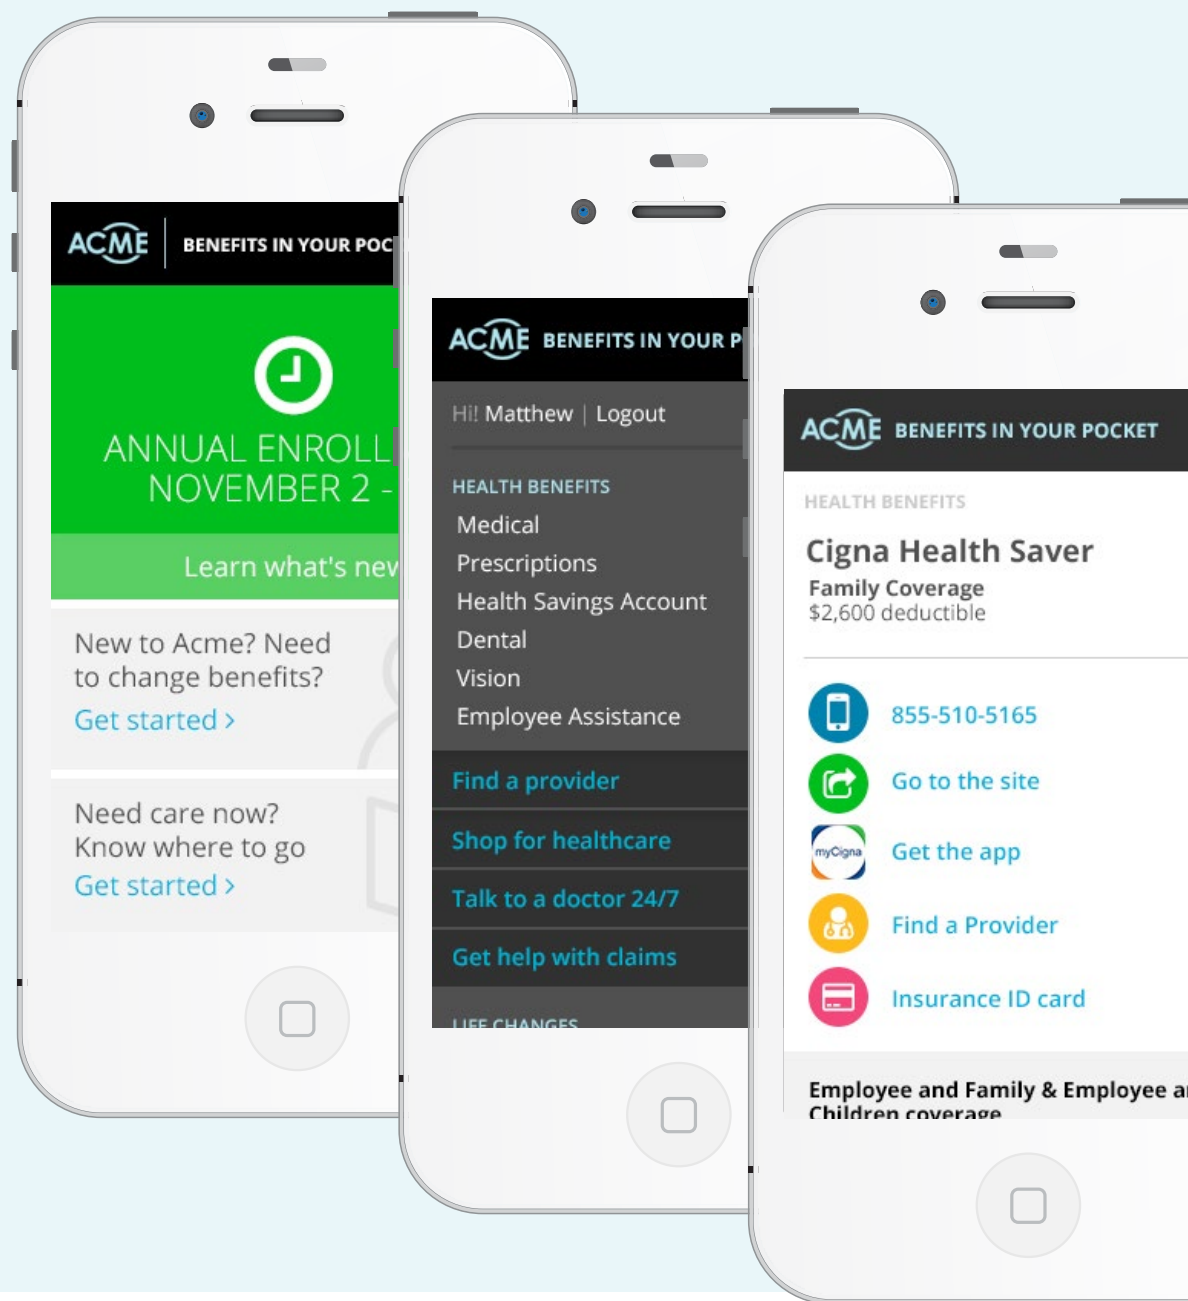 ACME BENEFITS IN YOUR POC
ANNUAL ENROLL
NOVEMBER 2 -
Learn what's new
New to Acme? Need
to change benefits?
Get started >
Need care now?
Know where to go
Get started >
ACME BENEFITS IN YOUR P
Hi! Matthew | Logout
HEALTH BENEFITS
Medical
Prescriptions
Health Savings Account
Dental
Vision
Employee Assistance
Find a provider
Shop for healthcare
Talk to a doctor 24/7
Get help with claims
LIFE CHANGES
ACME BENEFITS IN YOUR POCKET
HEALTH BENEFITS
Cigna Health Saver
Family Coverage
$2,600 deductible
855-510-5165
Go to the site
myCigna
Get the app
Find a Provider
Insurance ID card
Employee and Family & Employee a
Children coverage